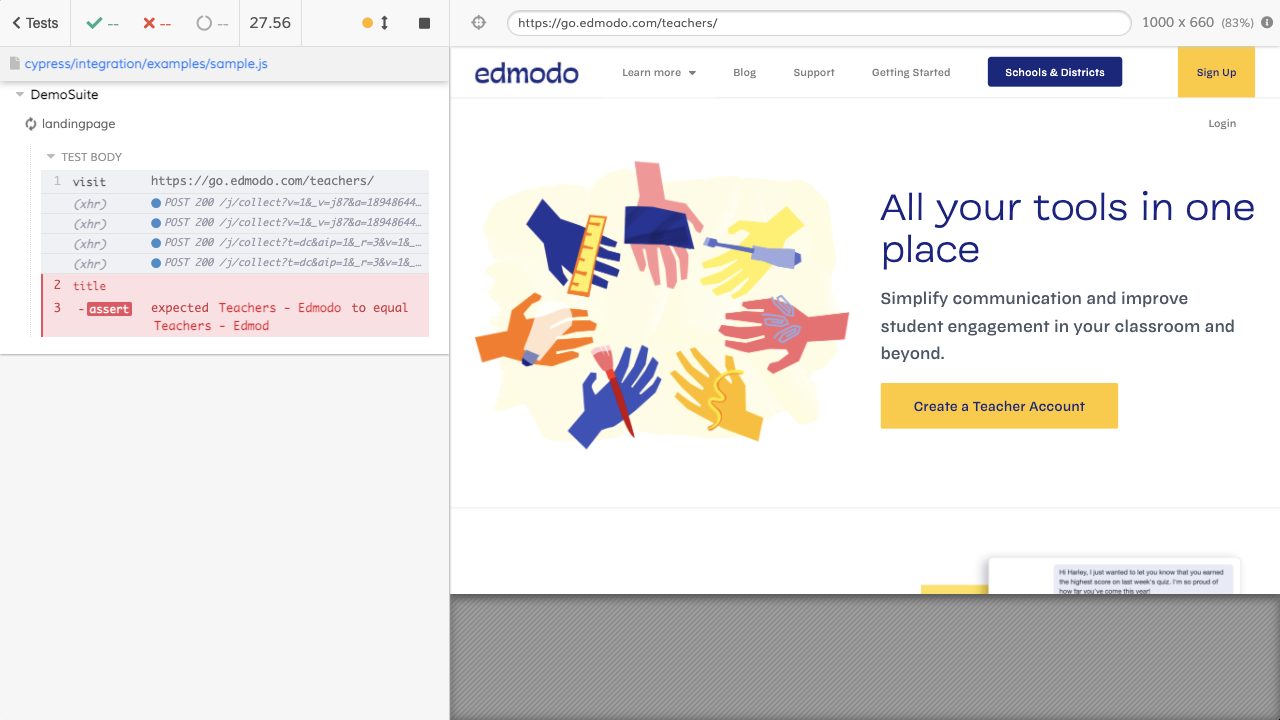 Tests
--
--
--
27.56
https://go.edmodo.com/teachers/
1000 x 660 (83%)
cypress/integration/examples/sample.js
DemoSuite
landingpage
TEST BODY
1 visit https://go.edmodo.com/teachers/
(xhr) POST 200 /j/collect?v=1&_v=j87&a=18948644...
(xhr) POST 200 /j/collect?v=1&_v=j87&a=18948644...
(xhr) POST 200 /j/collect?t=dc&aip=1&_r=3&v=1&_...
(xhr) POST 200 /j/collect?t=dc&aip=1&_r=3&v=1&_...
2 title
3 - assert expected Teachers - Edmodo to equal
Teachers - Edmod
edmodo
Learn more
Blog
Support
Getting Started
Schools & Districts
Sign Up
Login
All your tools in one
place
Simplify communication and improve
student engagement in your classroom and
beyond.
Create a Teacher Account
Hi Harley, I just wanted to let you know that you earned
the highest score on last week's quiz. I'm so proud of
how far you've come this year!